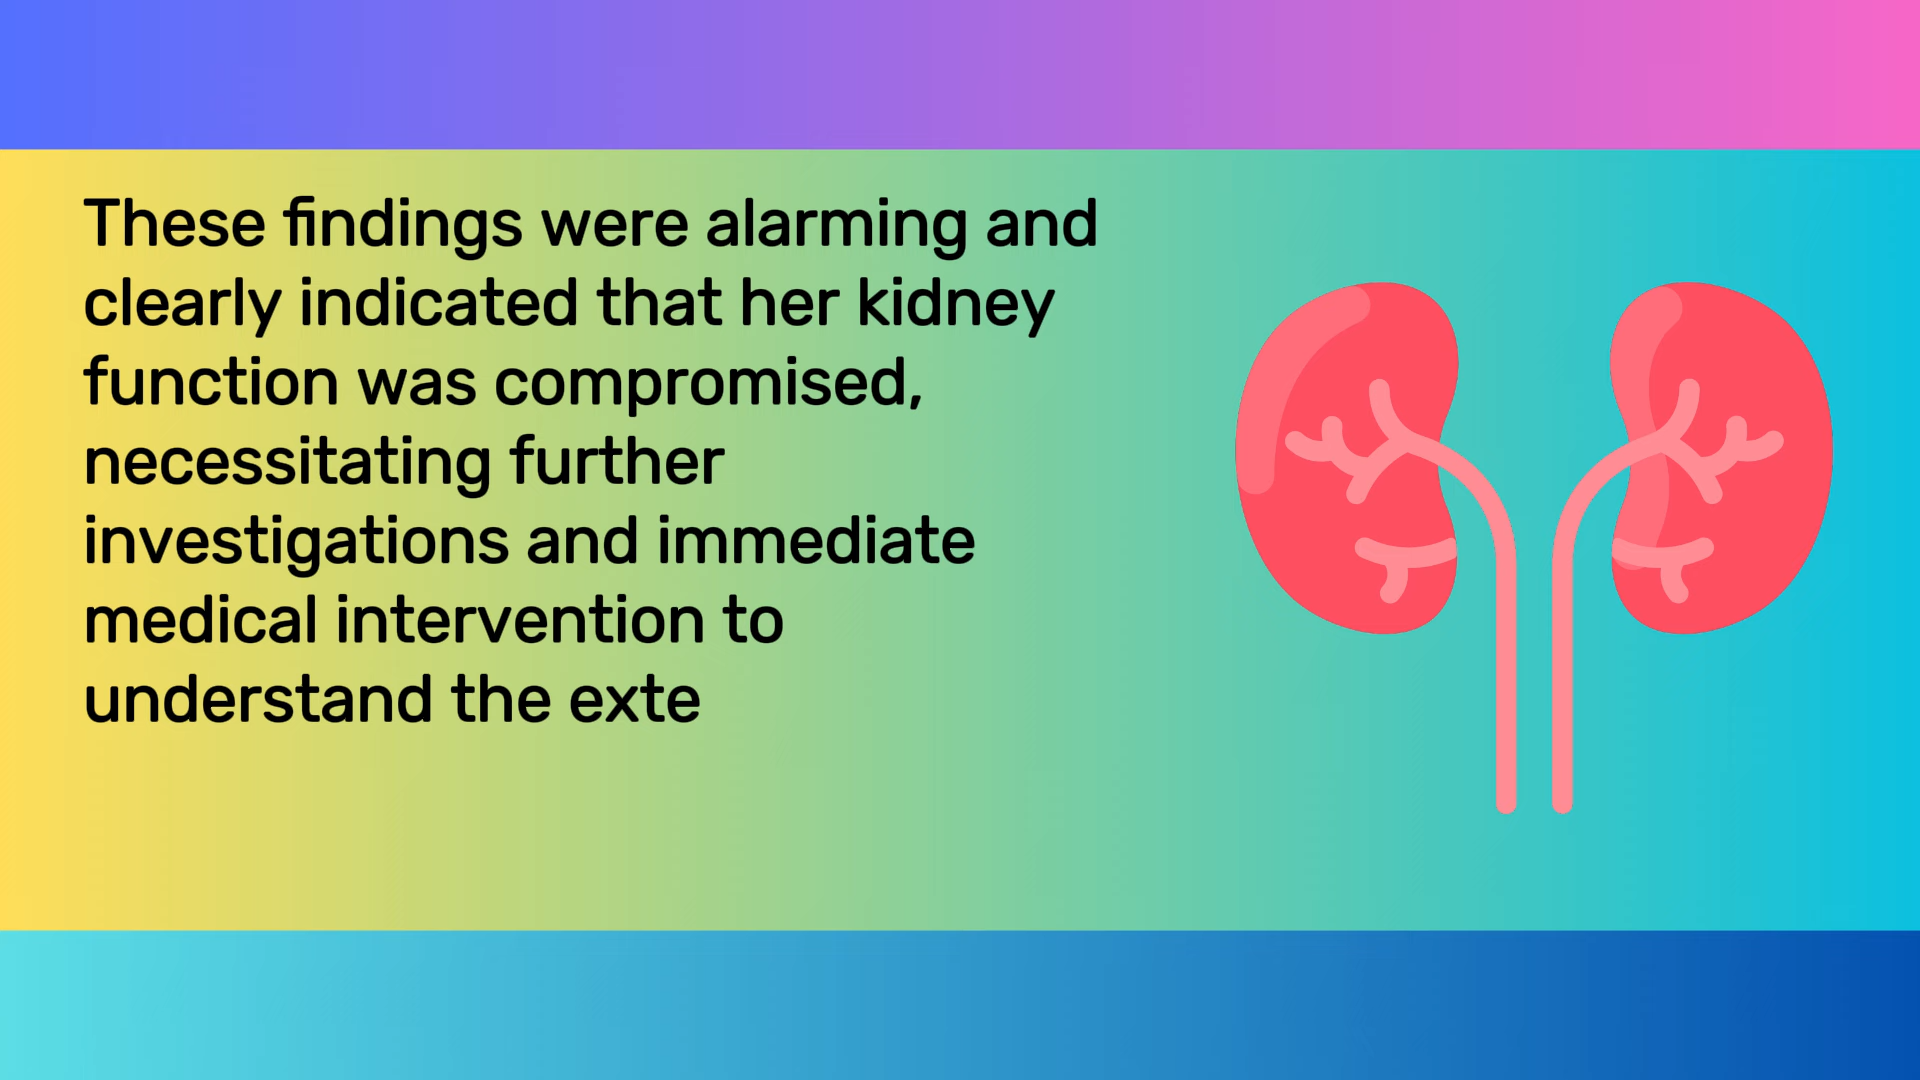 These findings were alarming and
clearly indicated that her kidney
function was compromised,
necessitating further
investigations and immediate
medical intervention to
understand the exte